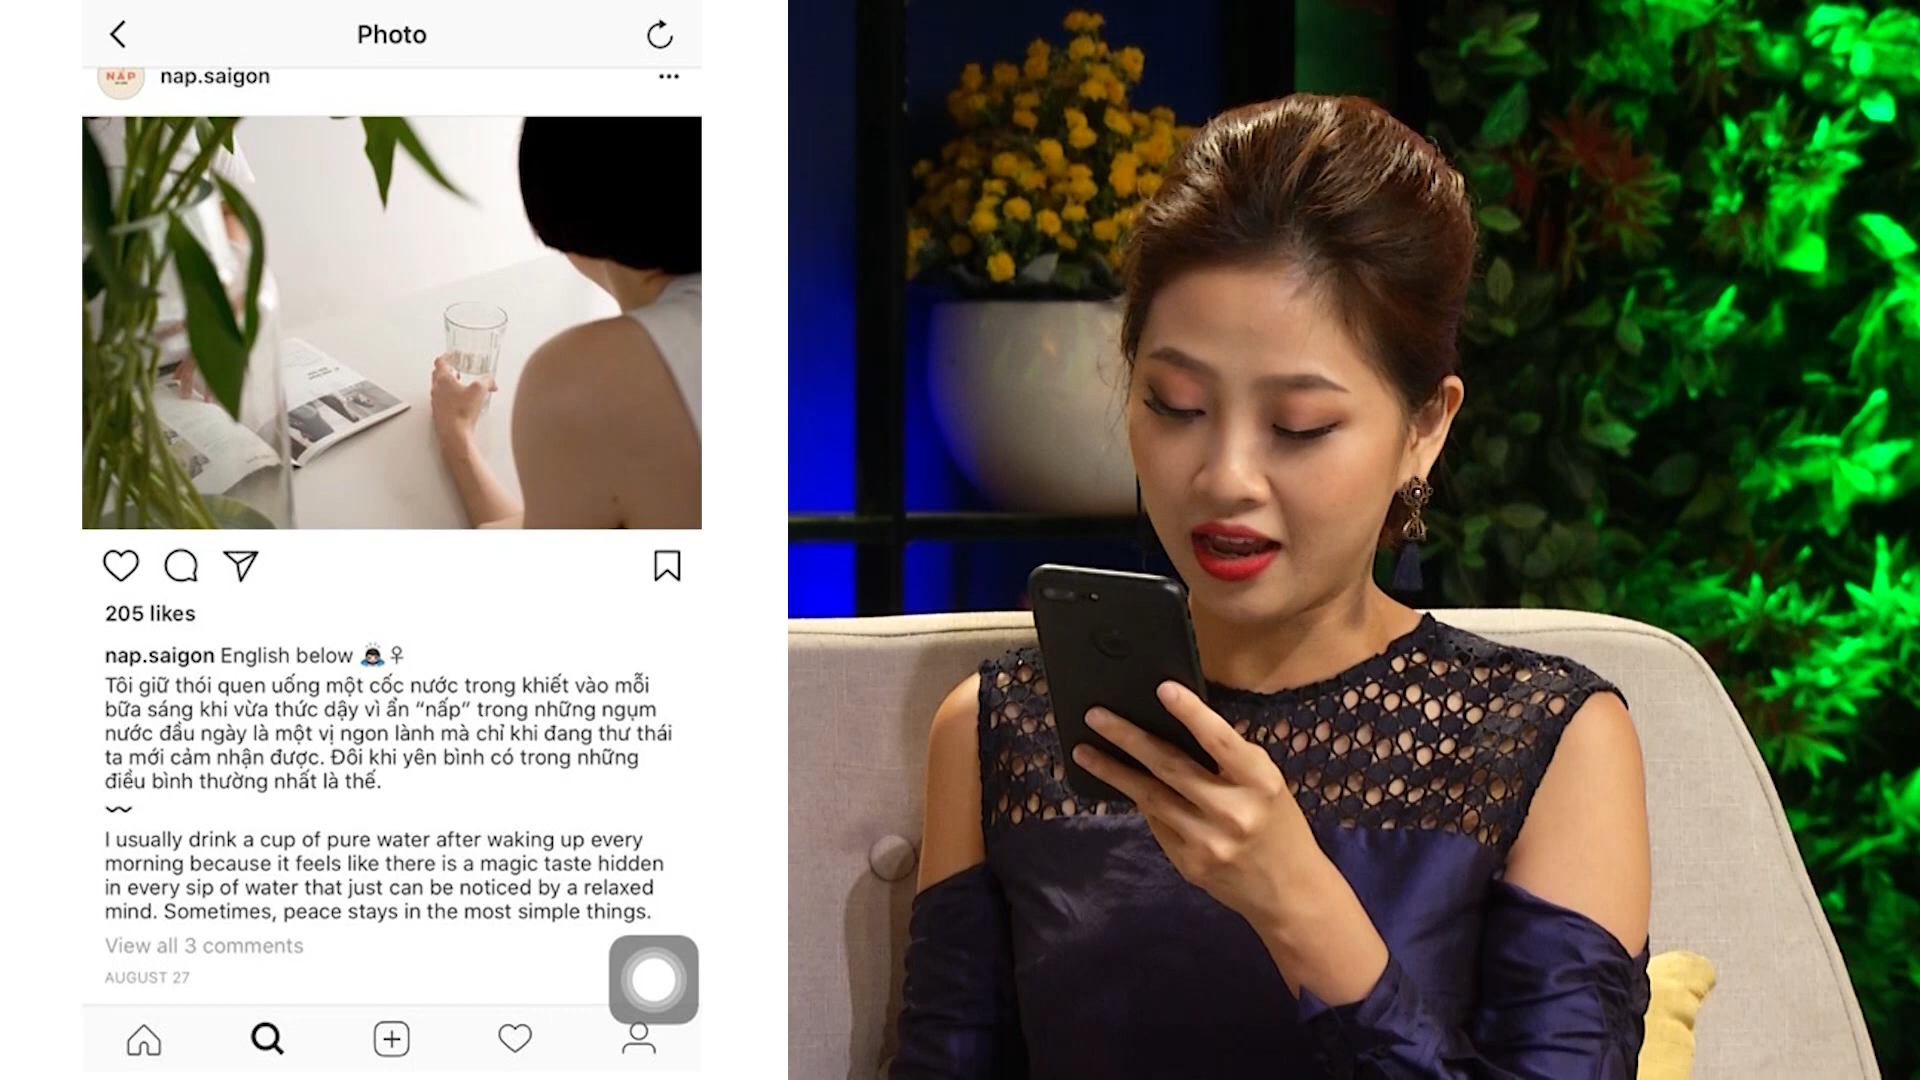 Photo
NẤP
nap.saigon
205 likes
nap.saigon English below
Tôi giữ thói quen uống một cốc nước trong khiết vào mỗi
bữa sáng khi vừa thức dậy vì ẩn “nấp” trong những ngụm
nước đầu ngày là một vị ngon lành mà chỉ khi đang thư thái
ta mới cảm nhận được. Đôi khi yên bình có trong những
điều bình thường nhất là thế.
I usually drink a cup of pure water after waking up every
morning because it feels like there is a magic taste hidden
in every sip of water that just can be noticed by a relaxed
mind. Sometimes, peace stays in the most simple things.
View all 3 comments
AUGUST 27